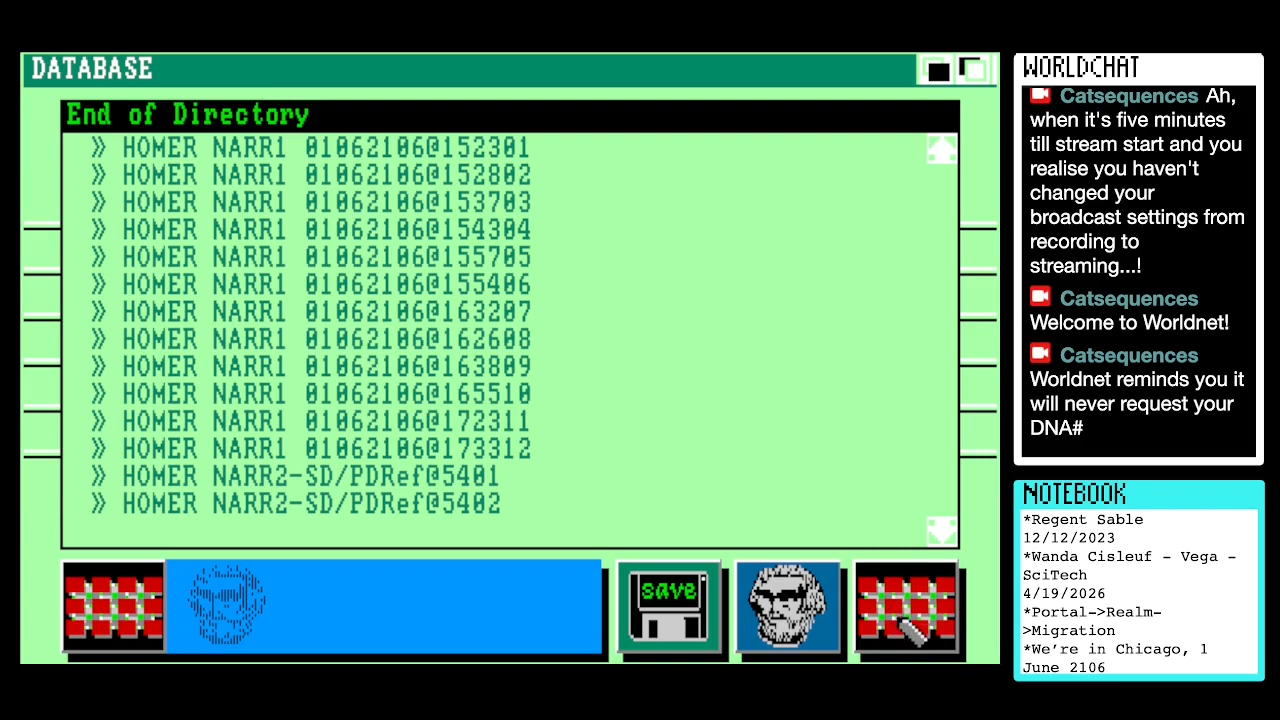 DATABASE
End of Directory
» HOMER NARR1 01062106@152301
» HOMER NARR1 01062106@152802
» HOMER NARR1 01062106@153703
» HOMER NARR1 01062106@154304
» HOMER NARR1 01062106@155705
» HOMER NARR1 01062106@155406
» HOMER NARR1 01062106@163207
» HOMER NARR1 01062106@162608
» HOMER NARR1 01062106@163809
» HOMER NARR1 01062106@165510
» HOMER NARR1 01062106@172311
» HOMER NARR1 01062106@173312
» HOMER NARR2-SD/PDRef@5401
» HOMER NARR2-SD/PDRef@5402
save
WORLDCHAT
Catsequences Ah,
when it's five minutes
till stream start and you
realise you haven't
changed your
broadcast settings from
recording to
streaming...!
Catsequences
Welcome to Worldnet!
Catsequences
Worldnet reminds you it
will never request your
DNA#
NOTEBOOK
*Regent Sable
12/12/2023
*Wanda Cisleuf - Vega -
SciTech
4/19/2026
*Portal->Realm-
>Migration
*We're in Chicago, 1
June 2106